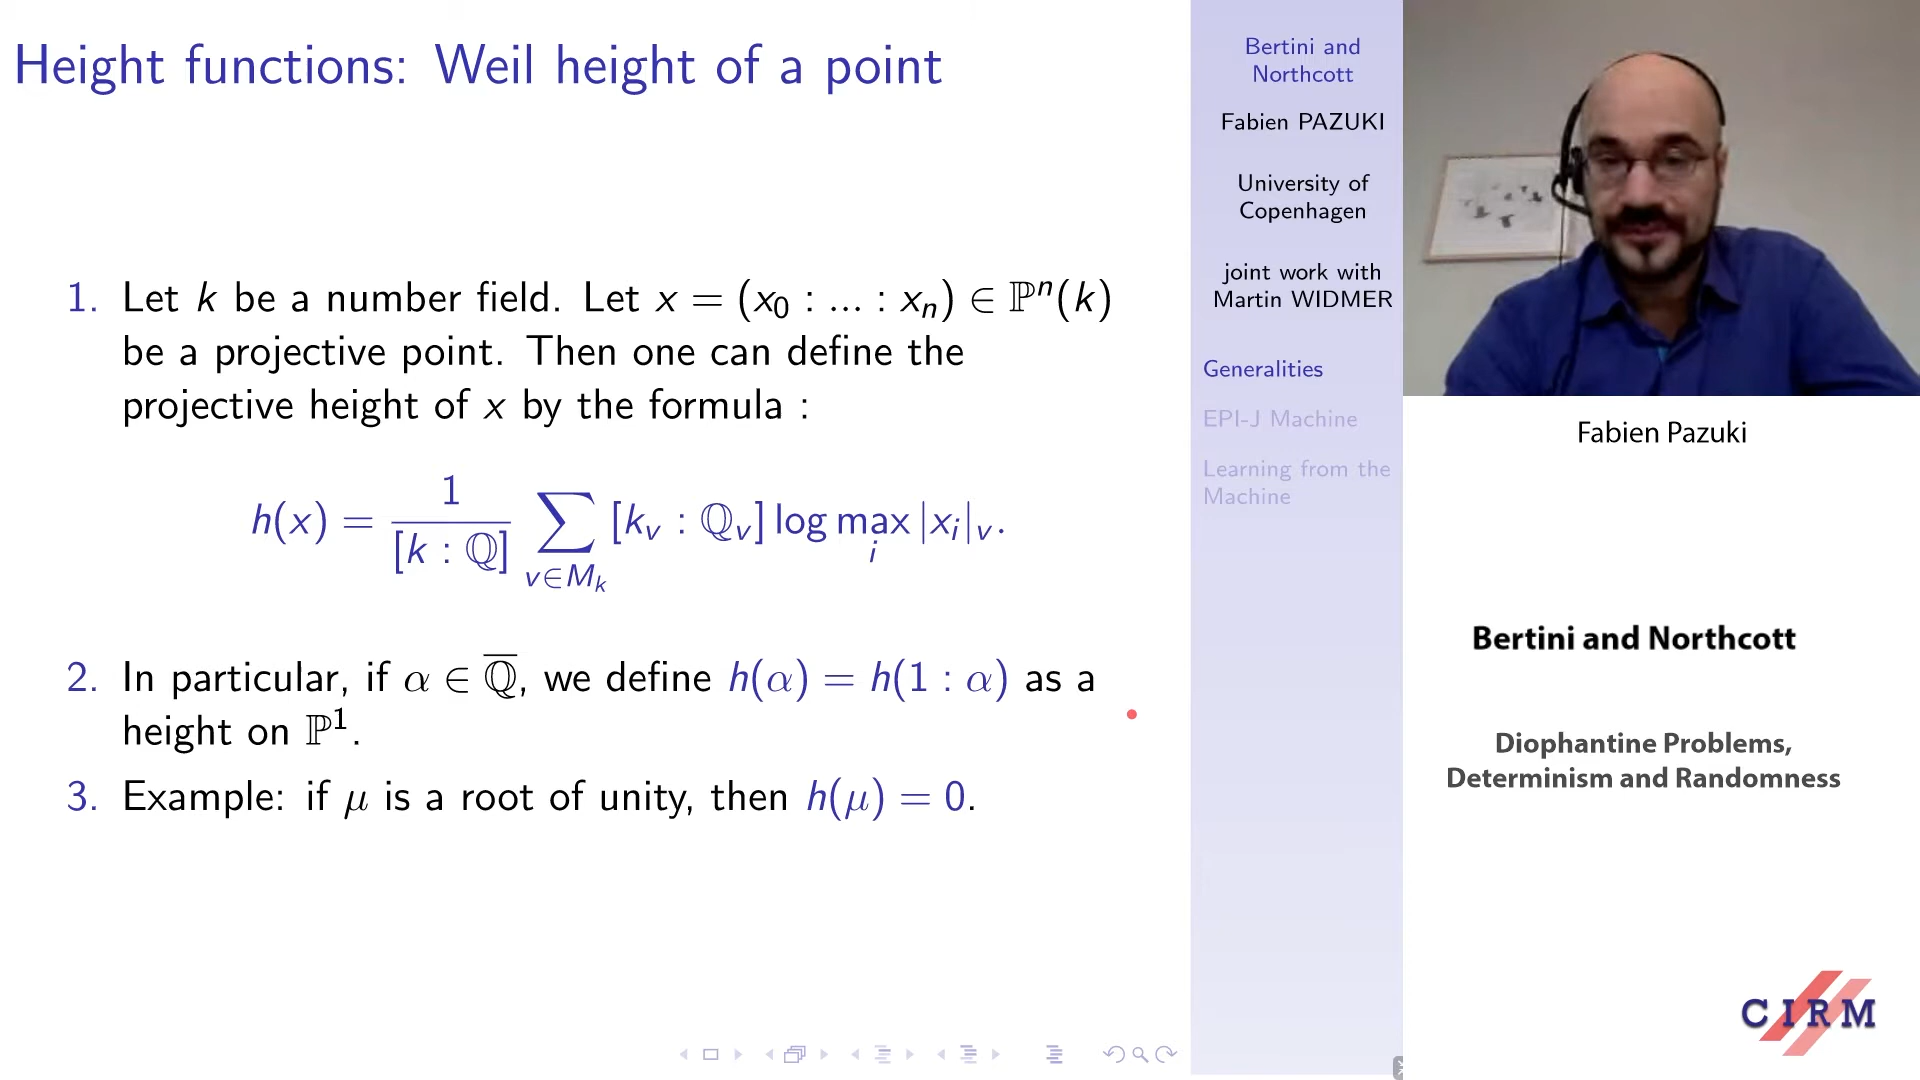 Height functions: Weil height of a point
1. Let k be a number field. Let x = (x₀ : ... : xₙ) ∈ ℙⁿ(k)
be a projective point. Then one can define the
projective height of x by the formula :
h(x) = 1/[k : ℚ] ∑_{v∈M_k} [k_v : ℚ_v] log max_i |x_i|_v.
2. In particular, if α ∈ ℚ̅, we define h(α) = h(1 : α) as a
height on ℙ¹.
3. Example: if μ is a root of unity, then h(μ) = 0.
Bertini and
Northcott
Fabien PAZUKI
University of
Copenhagen
joint work with
Martin WIDMER
Generalities
EPI-J Machine
Learning from the
Machine
Fabien Pazuki
Bertini and Northcott
Diophantine Problems,
Determinism and Randomness
CIRM